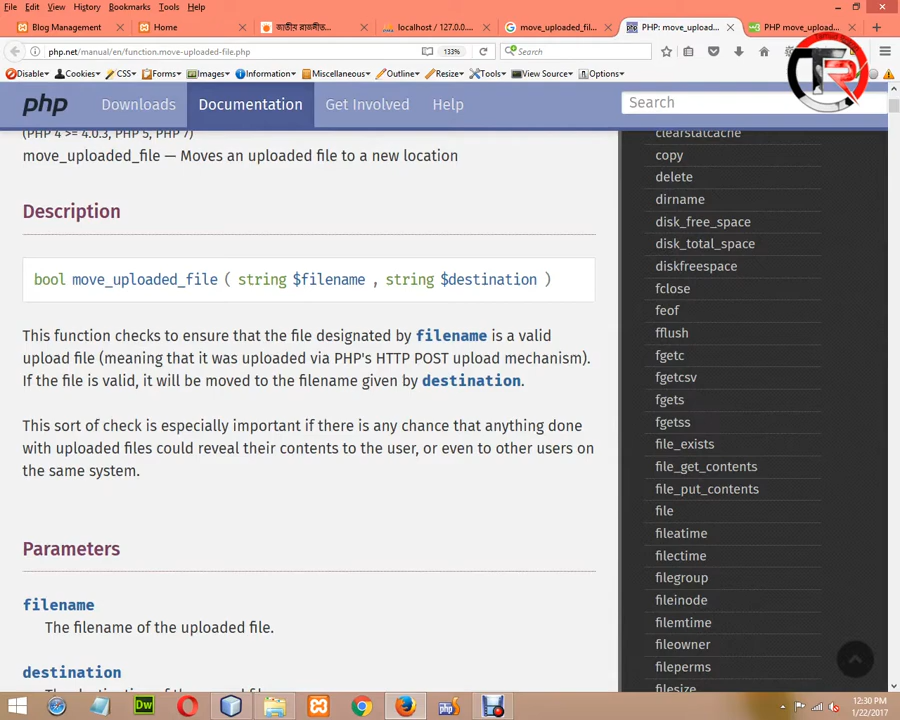 File Edit View History Bookmarks Tools Help
Blog Management
Home
জাতীয় রাজনীত...
localhost / 127.0.0...
move_uploaded_fil...
PHP: move_upload...
PHP move_upload...
php.net/manual/en/function.move-uploaded-file.php
133%
Search
Disable Cookies CSS Forms Images Information Miscellaneous Outline Resize Tools View Source Options
php
Downloads Documentation Get Involved Help
Search
(PHP 4 >= 4.0.3, PHP 5, PHP 7)
move_uploaded_file — Moves an uploaded file to a new location
Description
bool move_uploaded_file ( string $filename , string $destination )
This function checks to ensure that the file designated by filename is a valid
upload file (meaning that it was uploaded via PHP's HTTP POST upload mechanism).
If the file is valid, it will be moved to the filename given by destination.
This sort of check is especially important if there is any chance that anything done
with uploaded files could reveal their contents to the user, or even to other users on
the same system.
Parameters
filename
The filename of the uploaded file.
destination
clearstatcache
copy
delete
dirname
disk_free_space
disk_total_space
diskfreespace
fclose
feof
fflush
fgetc
fgetcsv
fgets
fgetss
file_exists
file_get_contents
file_put_contents
file
fileatime
filectime
filegroup
fileinode
filemtime
fileowner
fileperms
filesize
Dw
php
12:30 PM
1/22/2017